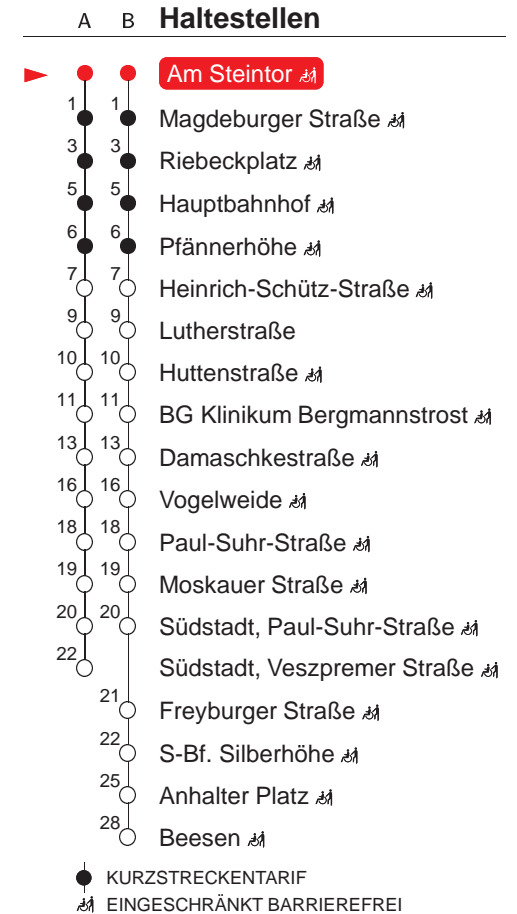 A B Haltestellen
Am Steintor
1 1 Magdeburger Straße
3 3 Riebeckplatz
5 5 Hauptbahnhof
6 6 Pfännerhöhe
7 7 Heinrich-Schütz-Straße
9 9 Lutherstraße
10 10 Huttenstraße
11 11 BG Klinikum Bergmannstrost
13 13 Damaschkestraße
16 16 Vogelweide
18 18 Paul-Suhr-Straße
19 19 Moskauer Straße
20 20 Südstadt, Paul-Suhr-Straße
22 Südstadt, Veszpremer Straße
21 Freyburger Straße
22 S-Bf. Silberhöhe
25 Anhalter Platz
28 Beesen
KURZSTRECKENTARIF
EINGESCHRÄNKT BARRIEREFREI